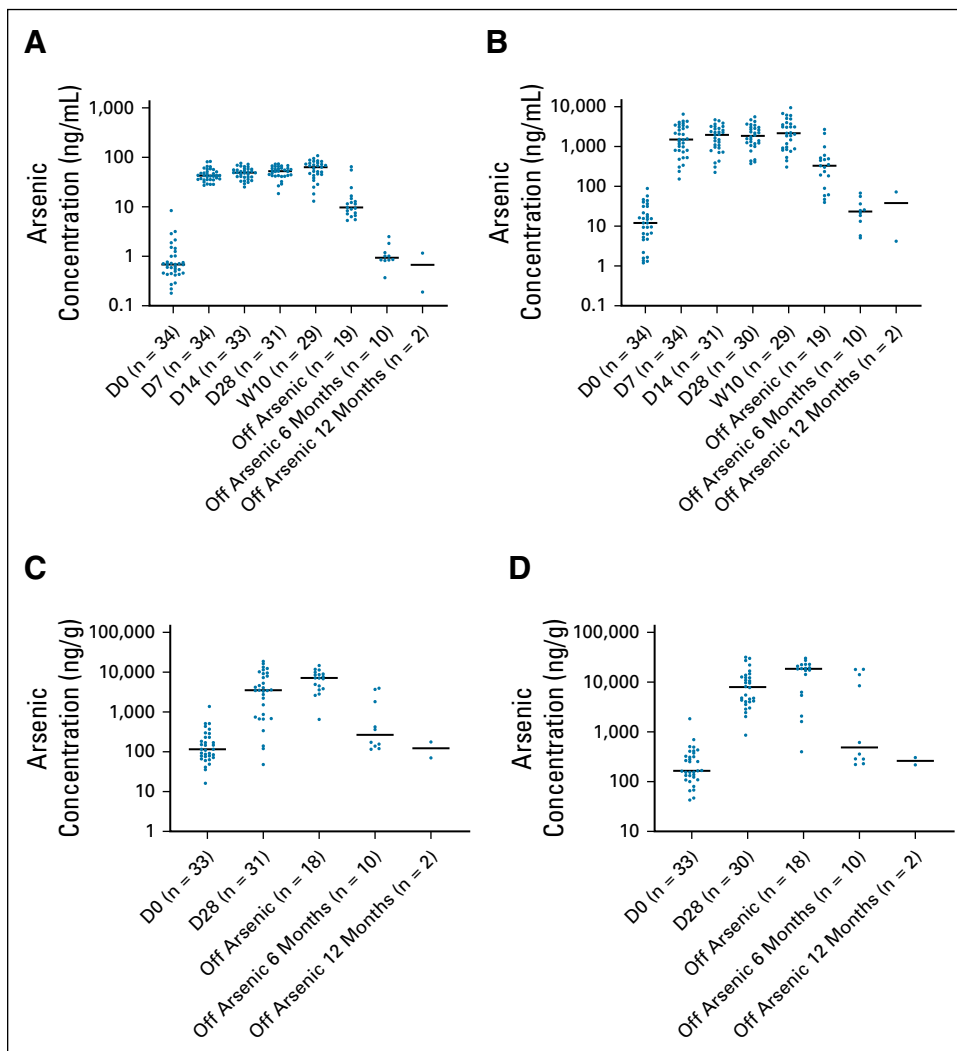 A
Arsenic
Concentration (ng/mL)
1,000
100
10
1
0.1
D0 (n = 34)
D7 (n = 34)
D14 (n = 33)
D28 (n = 31)
W10 (n = 29)
Off Arsenic (n = 19)
Off Arsenic 6 Months (n = 10)
Off Arsenic 12 Months (n = 2)
B
Arsenic
Concentration (ng/mL)
10,000
1,000
100
10
1
0.1
D0 (n = 34)
D7 (n = 34)
D14 (n = 31)
D28 (n = 30)
W10 (n = 29)
Off Arsenic (n = 19)
Off Arsenic 6 Months (n = 10)
Off Arsenic 12 Months (n = 2)
C
Arsenic
Concentration (ng/g)
100,000
10,000
1,000
100
10
1
D0 (n = 33)
D28 (n = 31)
Off Arsenic (n = 18)
Off Arsenic 6 Months (n = 10)
Off Arsenic 12 Months (n = 2)
D
Arsenic
Concentration (ng/g)
100,000
10,000
1,000
100
10
D0 (n = 33)
D28 (n = 30)
Off Arsenic (n = 18)
Off Arsenic 6 Months (n = 10)
Off Arsenic 12 Months (n = 2)